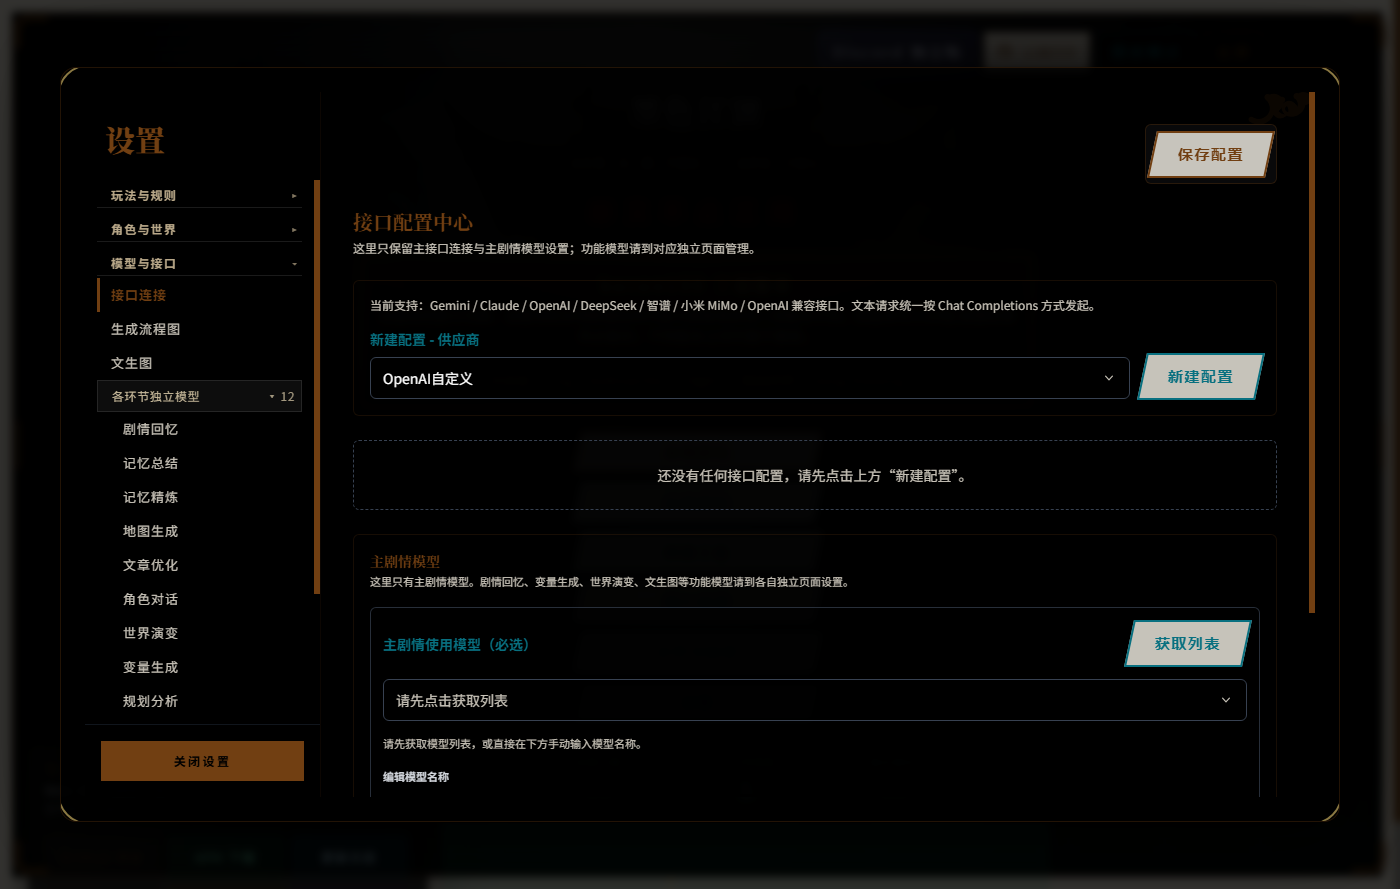 设置
玩法与规则
角色与世界
模型与接口
接口连接
生成流程图
文生图
各环节独立模型 12
剧情回忆
记忆总结
记忆精炼
地图生成
文章优化
角色对话
世界演变
变量生成
规划分析
关闭设置
保存配置
接口配置中心
这里只保留主接口连接与主剧情模型设置；功能模型请到对应独立页面管理。
当前支持：Gemini / Claude / OpenAI / DeepSeek / 智谱 / 小米 MiMo / OpenAI 兼容接口。文本请求统一按 Chat Completions 方式发起。
新建配置 - 供应商
OpenAI自定义
新建配置
还没有任何接口配置，请先点击上方“新建配置”。
主剧情模型
这里只有主剧情模型。剧情回忆、变量生成、世界演变、文生图等功能模型请到各自独立页面设置。
主剧情使用模型（必选）
获取列表
请先点击获取列表
请先获取模型列表，或直接在下方手动输入模型名称。
编辑模型名称